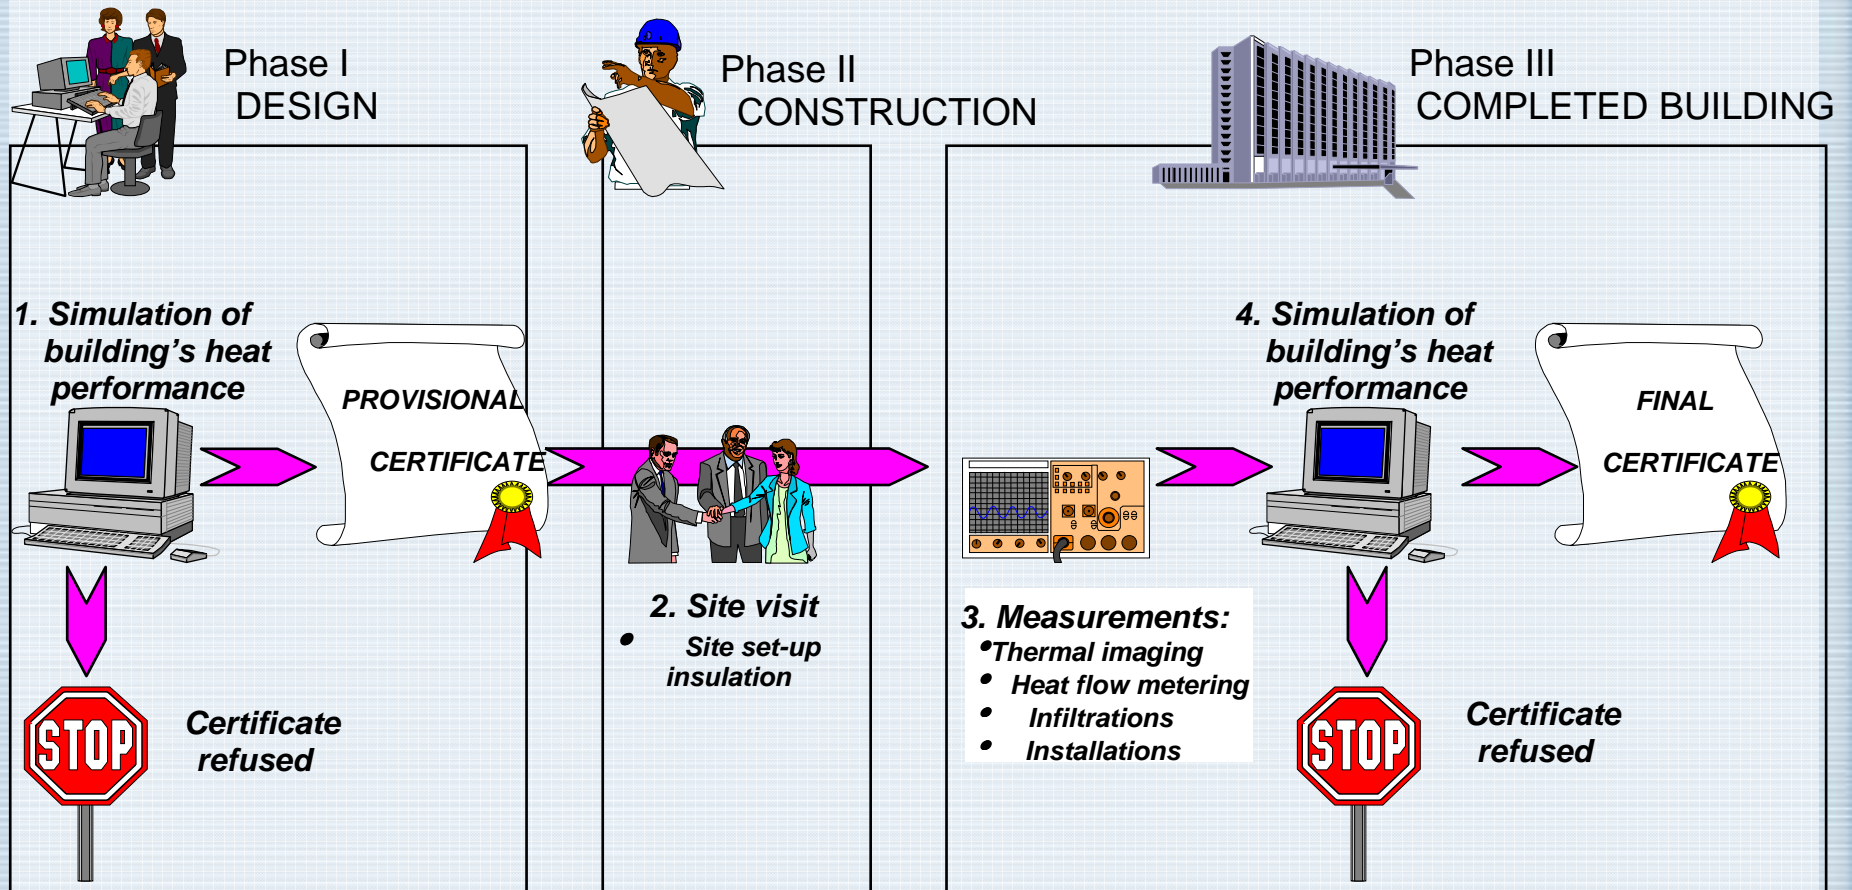 Phase I
DESIGN
Phase II
CONSTRUCTION
Phase III
COMPLETED BUILDING
1. Simulation of
building's heat
performance
PROVISIONAL
CERTIFICATE
STOP
Certificate
refused
2. Site visit
• Site set-up
insulation
3. Measurements:
• Thermal imaging
• Heat flow metering
• Infiltrations
• Installations
4. Simulation of
building's heat
performance
FINAL
CERTIFICATE
STOP
Certificate
refused